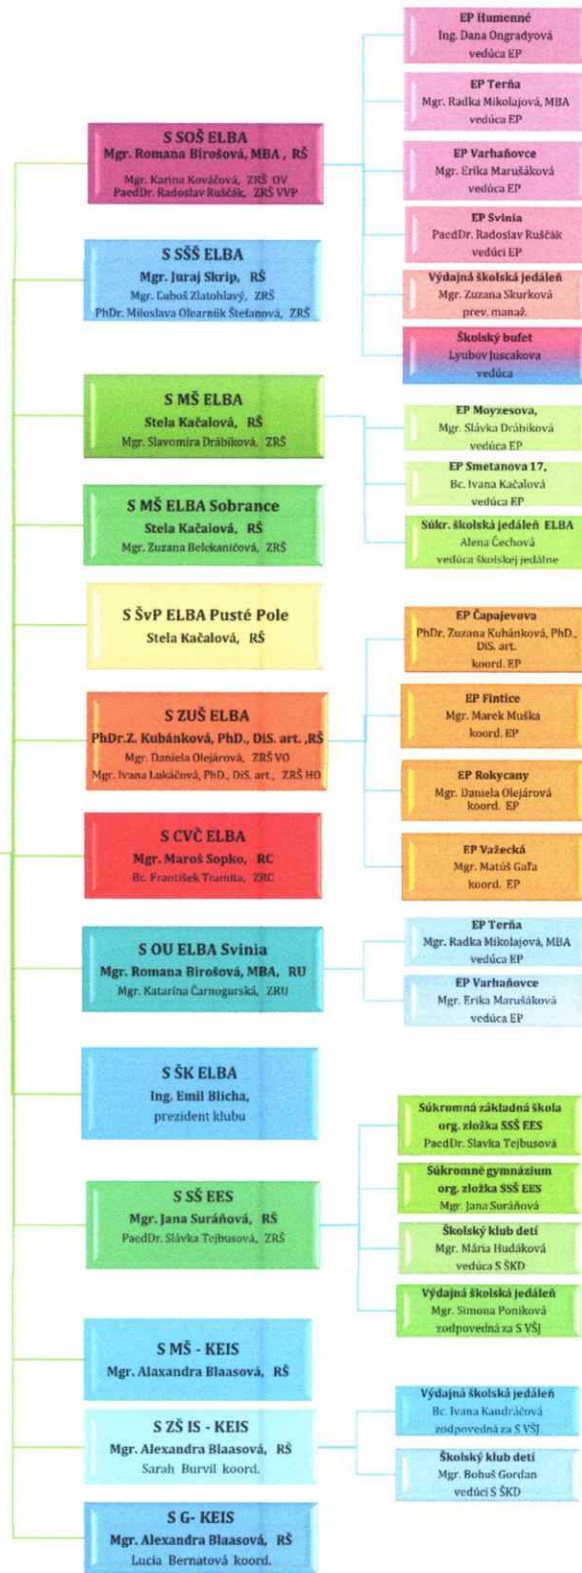 S SOŠ ELBA
Mgr. Romana Birošová, MBA , RŠ
Mgr. Karina Kováčová, ZRŠ OV
PaedDr. Radoslav Ruščák, ZRŠ VVP
EP Humenné
Ing. Dana Ongradyová
vedúca EP
EP Terňa
Mgr. Radka Mikolajová, MBA
vedúca EP
EP Varhaňovce
Mgr. Erika Marušáková
vedúca EP
EP Svinia
PaedDr. Radoslav Ruščák
vedúci EP
Výdajná školská jedáleň
Mgr. Zuzana Skurková
prev. manaž.
Školský bufet
Lyubov Juscakova
vedúca
S SŠŠ ELBA
Mgr. Juraj Skrip, RŠ
Mgr. Ľuboš Zlatohlavý, ZRŠ
PhDr. Miloslava Olearnik Štefanová, ZRŠ
S MŠ ELBA
Stela Kačalová, RŠ
Mgr. Slavomíra Drábiková, ZRŠ
EP Moyzesova,
Mgr. Slávka Drábiková
vedúca EP
EP Smetanova 17,
Bc. Ivana Kačalová
vedúca EP
Súkr. školská jedáleň ELBA
Alena Čechová
vedúca školskej jedálne
S MŠ ELBA Sobrance
Stela Kačalová, RŠ
Mgr. Zuzana Belekaničová, ZRŠ
S ŠvP ELBA Pusté Pole
Stela Kačalová, RŠ
S ZUŠ ELBA
PhDr.Z. Kubánková, PhD., DiS. art. ,RŠ
Mgr. Daniela Olejárová, ZRŠ VO
Mgr. Ivana Lukáčová, PhD., DiS. art., ZRŠ HO
EP Čapajevova
PhDr. Zuzana Kubánková, PhD.,
DiS. art.
koord. EP
EP Fintice
Mgr. Marek Muška
koord. EP
EP Rokycany
Mgr. Daniela Olejárová
koord. EP
EP Važecká
Mgr. Matúš Gaľa
koord. EP
S CVČ ELBA
Mgr. Maroš Sopko, RC
Bc. František Tramita, ZRC
S OU ELBA Svinia
Mgr. Romana Birošová, MBA, RU
Mgr. Katarína Čarnogurská, ZRU
EP Terňa
Mgr. Radka Mikolajová, MBA
vedúca EP
EP Varhaňovce
Mgr. Erika Marušáková
vedúca EP
S ŠK ELBA
Ing. Emil Blicha,
prezident klubu
S SŠ EES
Mgr. Jana Suráňová, RŠ
PaedDr. Slávka Tejbusová, ZRŠ
Súkromná základná škola
org. zložka SSŠ EES
PaedDr. Slavka Tejbusová
Súkromné gymnázium
org. zložka SSŠ EES
Mgr. Jana Suráňová
Školský klub detí
Mgr. Mária Hudáková
vedúca S ŠKD
Výdajná školská jedáleň
Mgr. Simona Poniková
zodpovedná za S VŠJ
S MŠ - KEIS
Mgr. Alaxandra Blaasová, RŠ
S ZŠ IS - KEIS
Mgr. Alexandra Blaasová, RŠ
Sarah Burvil koord.
Výdajná školská jedáleň
Bc. Ivana Kandráčová
zodpovedná za S VŠJ
Školský klub detí
Mgr. Bohuš Gordan
vedúci S ŠKD
S G- KEIS
Mgr. Alexandra Blaasová, RŠ
Lucia Bernatová koord.